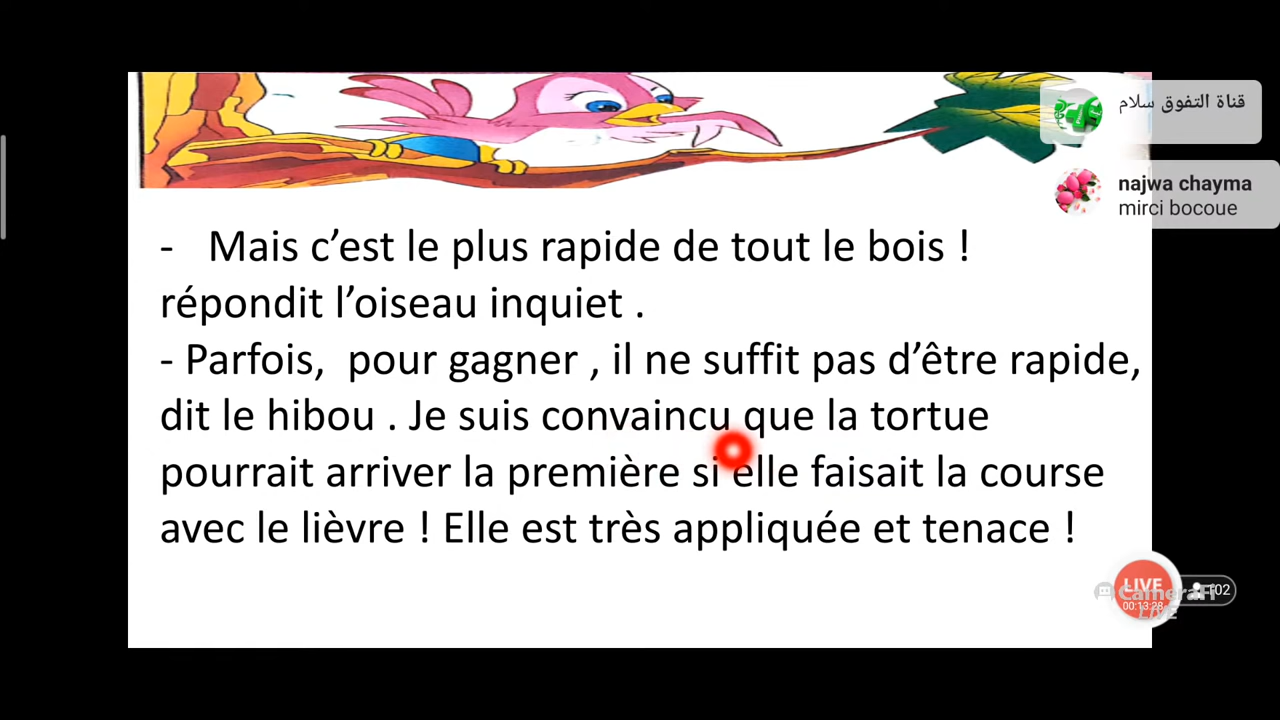 قناة التفوق سلام
najwa chayma
mirci bocoue
- Mais c’est le plus rapide de tout le bois !
répondit l’oiseau inquiet .
- Parfois, pour gagner , il ne suffit pas d’être rapide,
dit le hibou . Je suis convaincu que la tortue
pourrait arriver la première si elle faisait la course
avec le lièvre ! Elle est très appliquée et tenace !
LIVE
00:13:28
CameraFi
LIVE